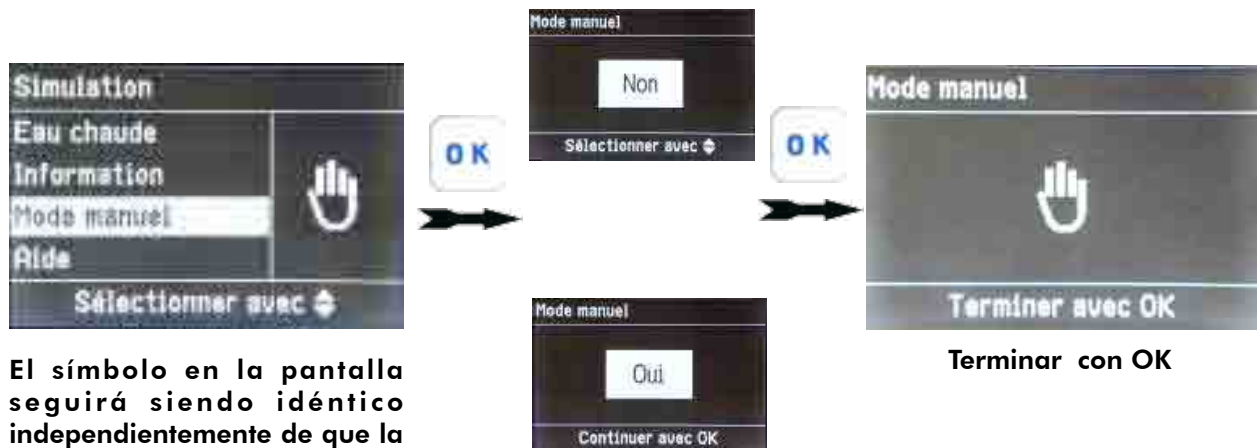 Simulation
Eau chaude
Information
Mode manuel
Aide
Sélectionner avec
El símbolo en la pantalla
seguirá siendo idéntico
independientemente de que la
OK
Mode manuel
Non
Sélectionner avec
Mode manuel
Oui
Continuer avec OK
OK
Mode manuel
Terminer avec OK
Terminar con OK